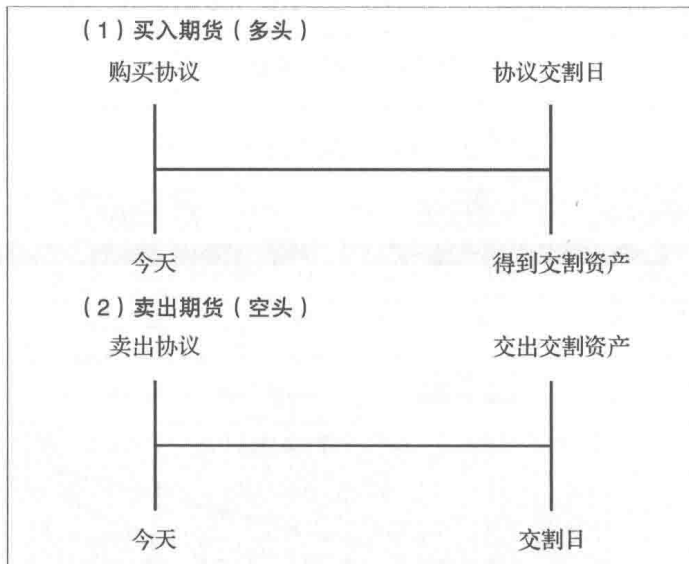 （1）买入期货（多头）
购买协议 协议交割日
今天 得到交割资产
（2）卖出期货（空头）
卖出协议 交出交割资产
今天 交割日